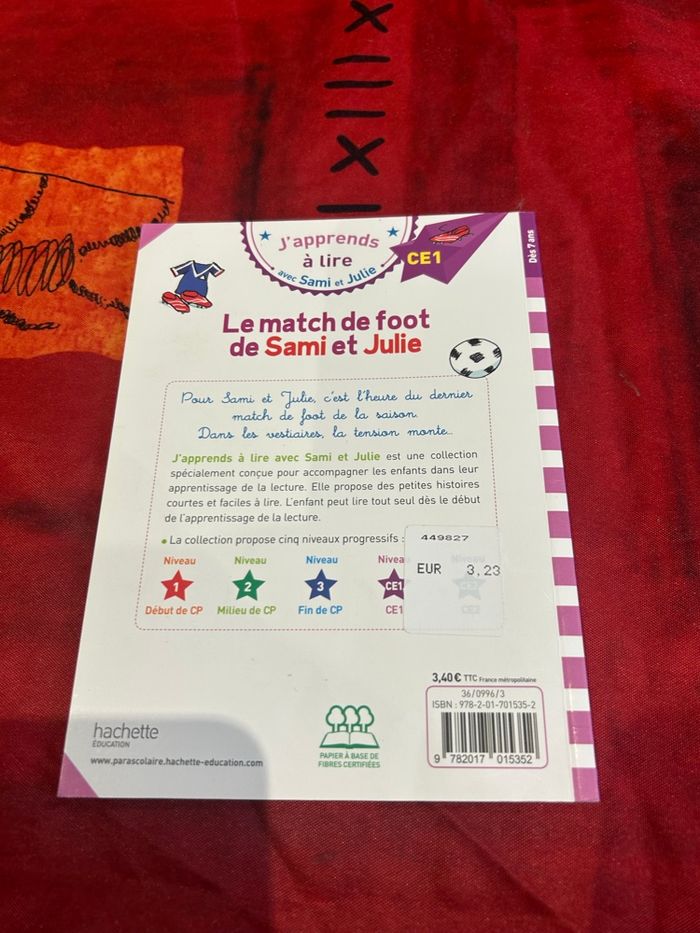 J'apprends
à lire
avec Sami et Julie
CE1
Dès 7 ans
Le match de foot
de Sami et Julie
Pour Sami et Julie, c'est l'heure du dernier
match de foot de la saison.
Dans les vestiaires, la tension monte...
J'apprends à lire avec Sami et Julie est une collection
spécialement conçue pour accompagner les enfants dans leur
apprentissage de la lecture. Elle propose des petites histoires
courtes et faciles à lire. L'enfant peut lire tout seul dès le début
de l'apprentissage de la lecture.
• La collection propose cinq niveaux progressifs :
449827
EUR 3,23
Niveau Niveau Niveau Niveau Niveau
1 2 3 CE1 CE2
Début de CP Milieu de CP Fin de CP CE1 CE2
3,40 € TTC France métropolitaine
36/0996/3
ISBN : 978-2-01-701535-2
9 782017 015352
hachette
ÉDUCATION
www.parascolaire.hachette-education.com
PAPIER À BASE DE
FIBRES CERTIFIÉES